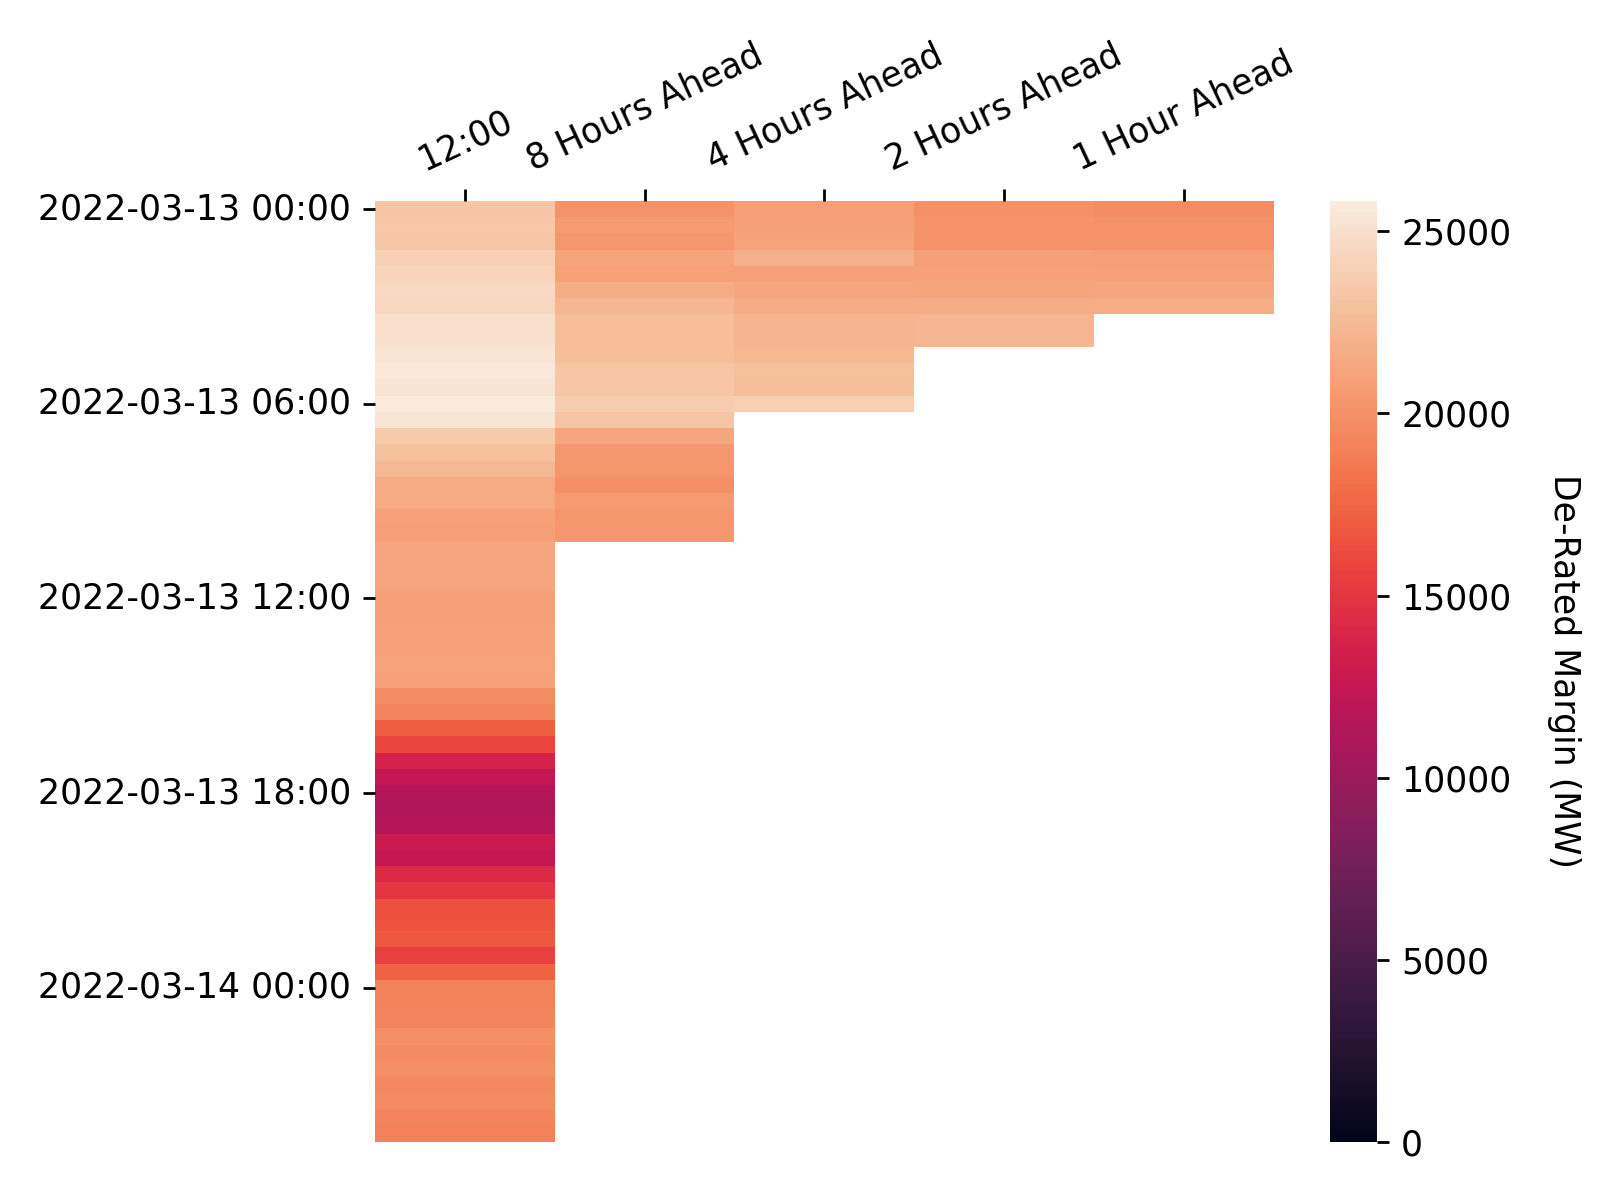 12:00
8 Hours Ahead
4 Hours Ahead
2 Hours Ahead
1 Hour Ahead
2022-03-13 00:00
2022-03-13 06:00
2022-03-13 12:00
2022-03-13 18:00
2022-03-14 00:00
25000
20000
15000
10000
5000
0
De-Rated Margin (MW)